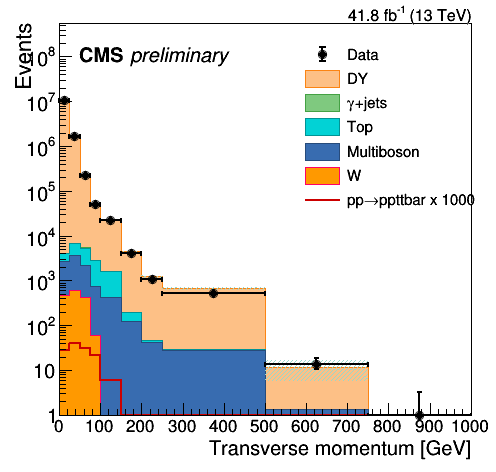 41.8 fb⁻¹ (13 TeV)
CMS preliminary
Events
Data
DY
γ+jets
Top
Multiboson
W
pp→ppttbar x 1000
10⁸
10⁷
10⁶
10⁵
10⁴
10³
10²
10
1
0 100 200 300 400 500 600 700 800 900 1000
Transverse momentum [GeV]